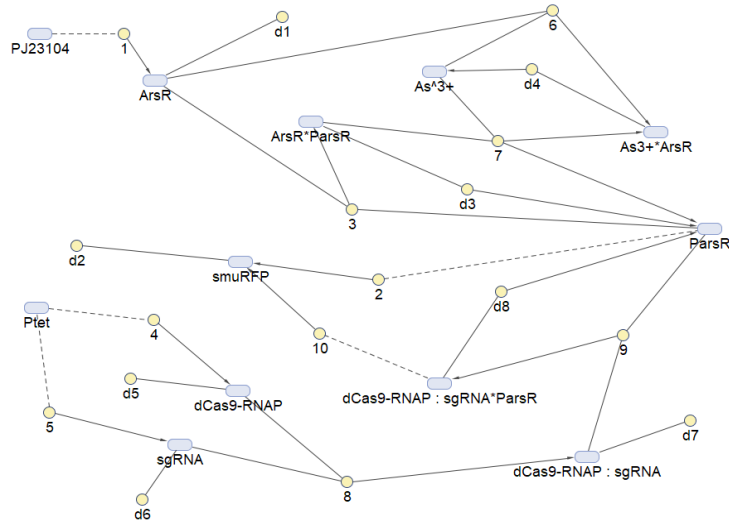 d1
6
PJ23104
1
ArsR
As^3+
d4
ArsR*ParsR
7
As3+*ArsR
d3
3
ParsR
d2
smuRFP
2
d8
Ptet
4
10
9
dCas9-RNAP : sgRNA*ParsR
d5
dCas9-RNAP
5
d7
sgRNA
dCas9-RNAP : sgRNA
8
d6